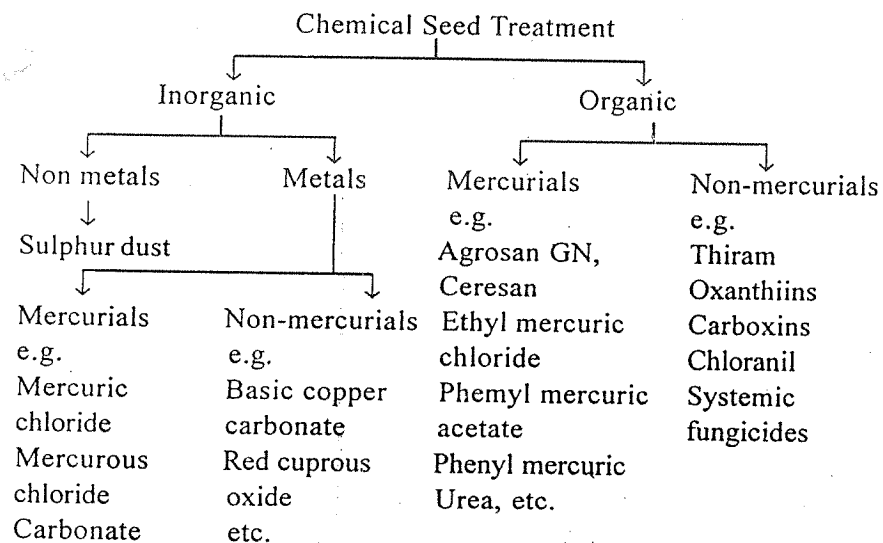 Chemical Seed Treatment
Inorganic
Organic
Non metals
Metals
Sulphur dust
Mercurials
e.g.
Mercuric
chloride
Mercurous
chloride
Carbonate
Non-mercurials
e.g.
Basic copper
carbonate
Red cuprous
oxide
etc.
Mercurials
e.g.
Agrosan GN,
Ceresan
Ethyl mercuric
chloride
Phemyl mercuric
acetate
Phenyl mercuric
Urea, etc.
Non-mercurials
e.g.
Thiram
Oxanthiins
Carboxins
Chloranil
Systemic
fungicides